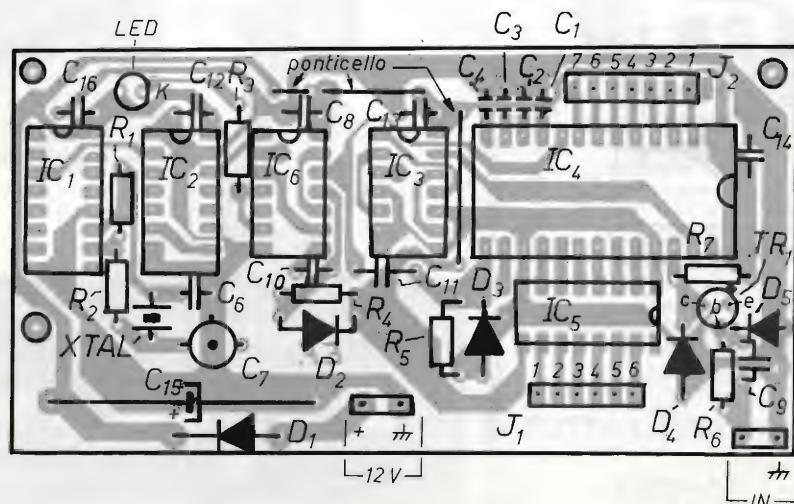 LED
C16
K
C12
R3
ponticello
C4
C3
C2
C1
7 6 5 4 3 2 1
J2
R1
IC1
IC2
IC6
C8
C13
IC3
IC4
C14
R2
XTAL
C6
C7
C10
R4
D2
C11
R5
D3
IC5
R7
TR1
c b e
D5
C15
+
D1
+
12V
1 2 3 4 5 6
J1
D4
R6
C9
IN